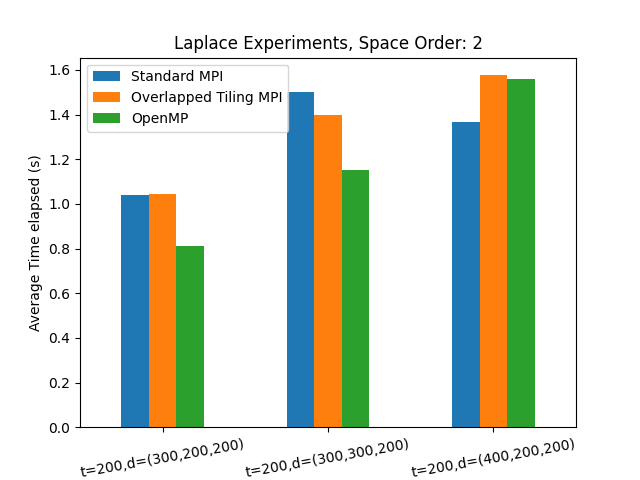 Laplace Experiments, Space Order: 2
Standard MPI
Overlapped Tiling MPI
OpenMP
Average Time elapsed (s)
1.6
1.4
1.2
1.0
0.8
0.6
0.4
0.2
0.0
t=200,d=(300,200,200)
t=200,d=(300,300,200)
t=200,d=(400,200,200)